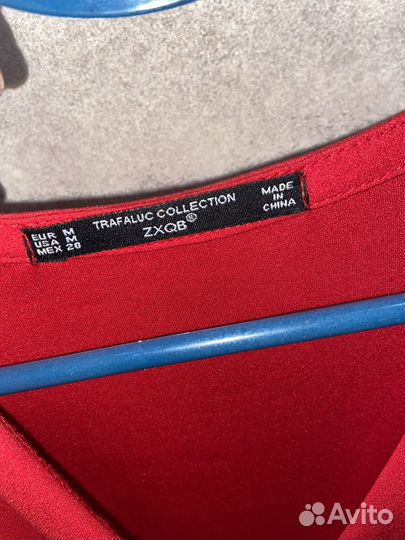 EUR M
USA M
MEX 28
TRAFALUC COLLECTION
ZXQB®
MADE
IN
CHINA
Avito